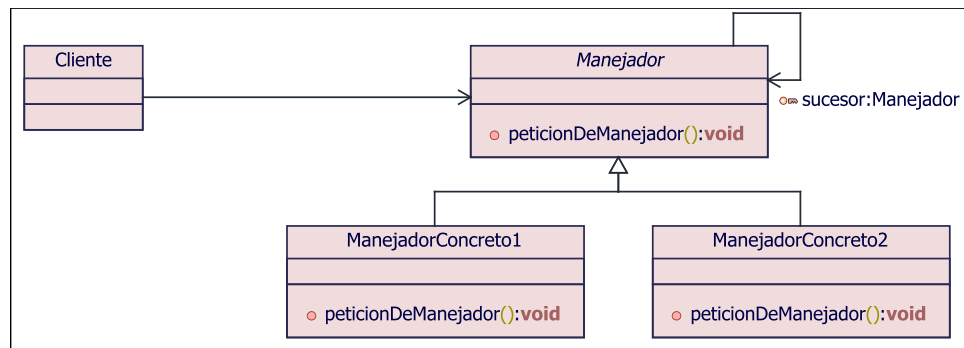 Cliente
Manejador
sucesor:Manejador
peticionDeManejador():void
ManejadorConcreto1
peticionDeManejador():void
ManejadorConcreto2
peticionDeManejador():void